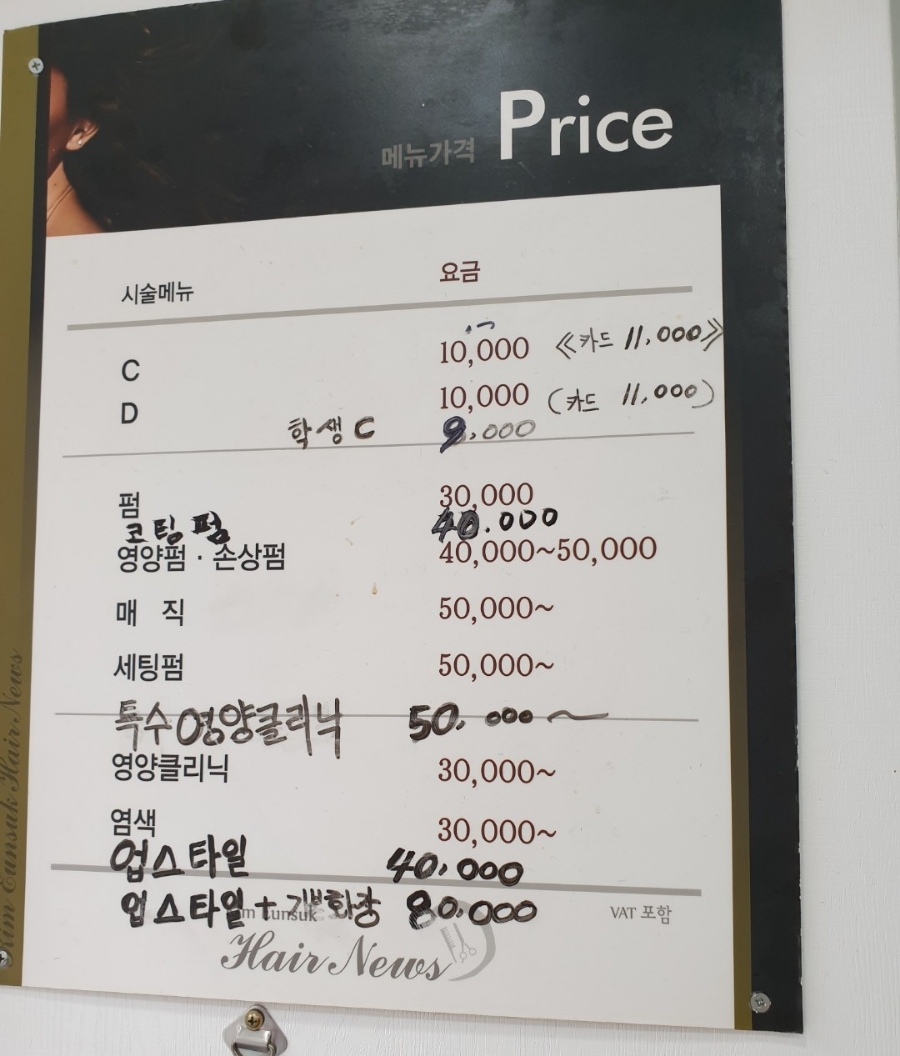 메뉴가격 Price
시술메뉴 요금
C 10,000 《카드 11,000》
D 10,000 (카드 11,000)
학생 C 9,000
펌 30,000
코팅 펌 40.000
영양펌 · 손상펌 40,000~50,000
매 직 50,000~
세팅펌 50,000~
특수영양클리닉 50,000~
영양클리닉 30,000~
염색 30,000~
업스타일 40,000
업스타일+기본화장 80.000
VAT 포함
Eunsuk
Hair News
Kim Eunsuk Hair News